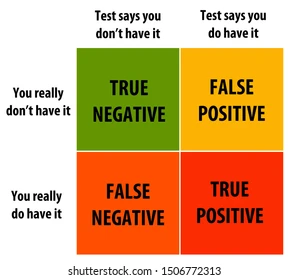 Test says you
don't have it
Test says you
do have it
You really
don't have it
TRUE
NEGATIVE
FALSE
POSITIVE
You really
do have it
FALSE
NEGATIVE
TRUE
POSITIVE
shutterstock.com · 1506772313